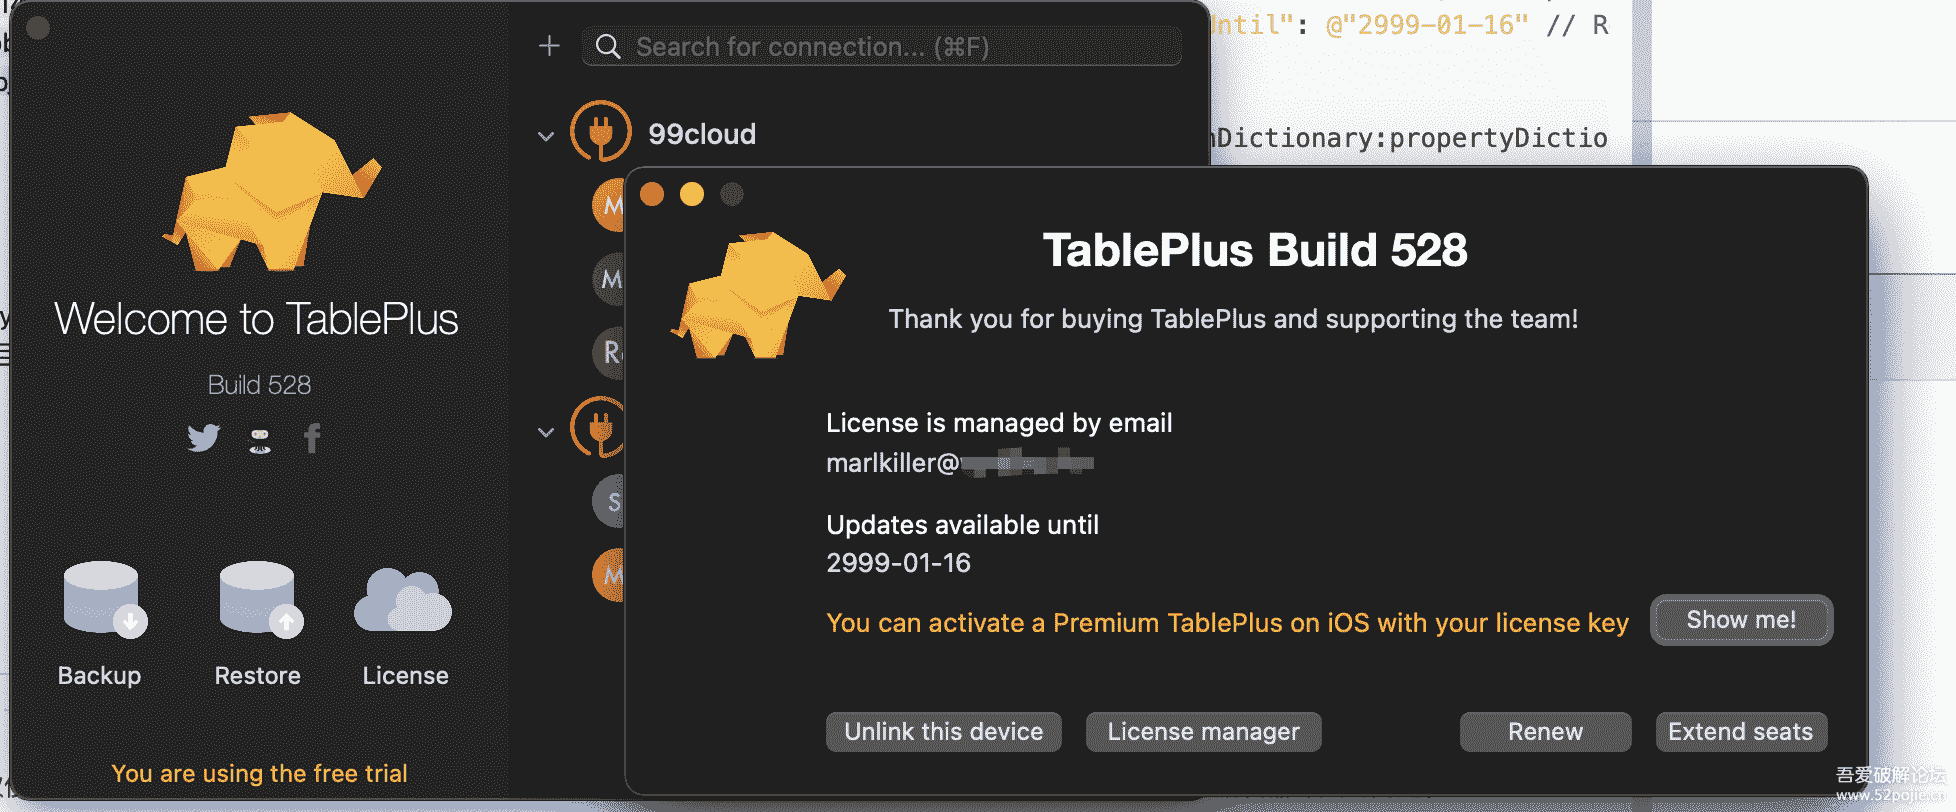 Search for connection... (⌘F)
99cloud
M
M
R
S
M
Welcome to TablePlus
Build 528
Backup
Restore
License
You are using the free trial
Until": @"2999-01-16" // R
nDictionary:propertyDictio
TablePlus Build 528
Thank you for buying TablePlus and supporting the team!
License is managed by email
marlkiller@
Updates available until
2999-01-16
You can activate a Premium TablePlus on iOS with your license key
Show me!
Unlink this device
License manager
Renew
Extend seats
吾爱破解论坛
www.52pojie.cn